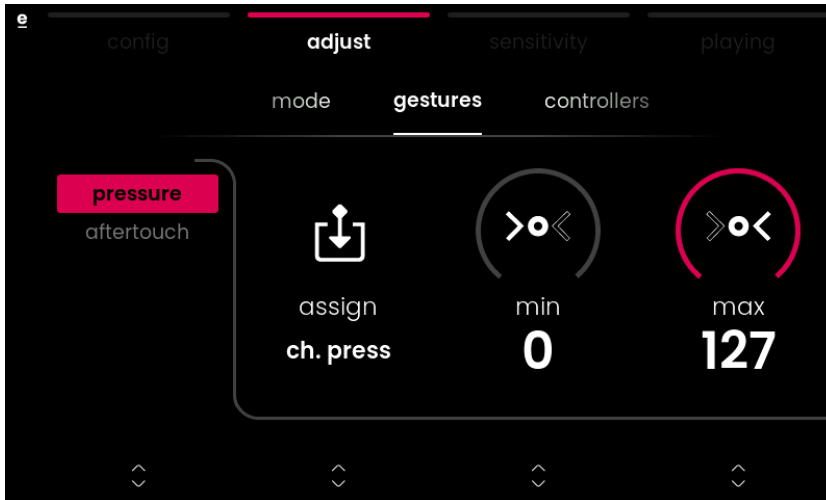 e
config adjust sensitivity playing
mode gestures controllers
pressure
aftertouch
assign min max
ch. press 0 127